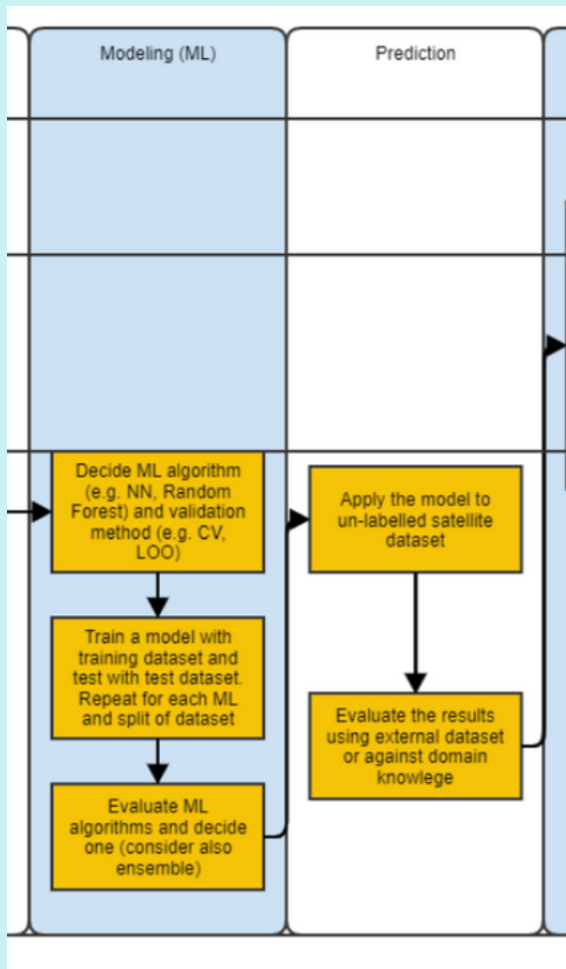 Modeling (ML)
Prediction
Decide ML algorithm
(e.g. NN, Random
Forest) and validation
method (e.g. CV,
LOO)
Train a model with
training dataset and
test with test dataset.
Repeat for each ML
and split of dataset
Evaluate ML
algorithms and decide
one (consider also
ensemble)
Apply the model to
un-labelled satellite
dataset
Evaluate the results
using external dataset
or against domain
knowlege